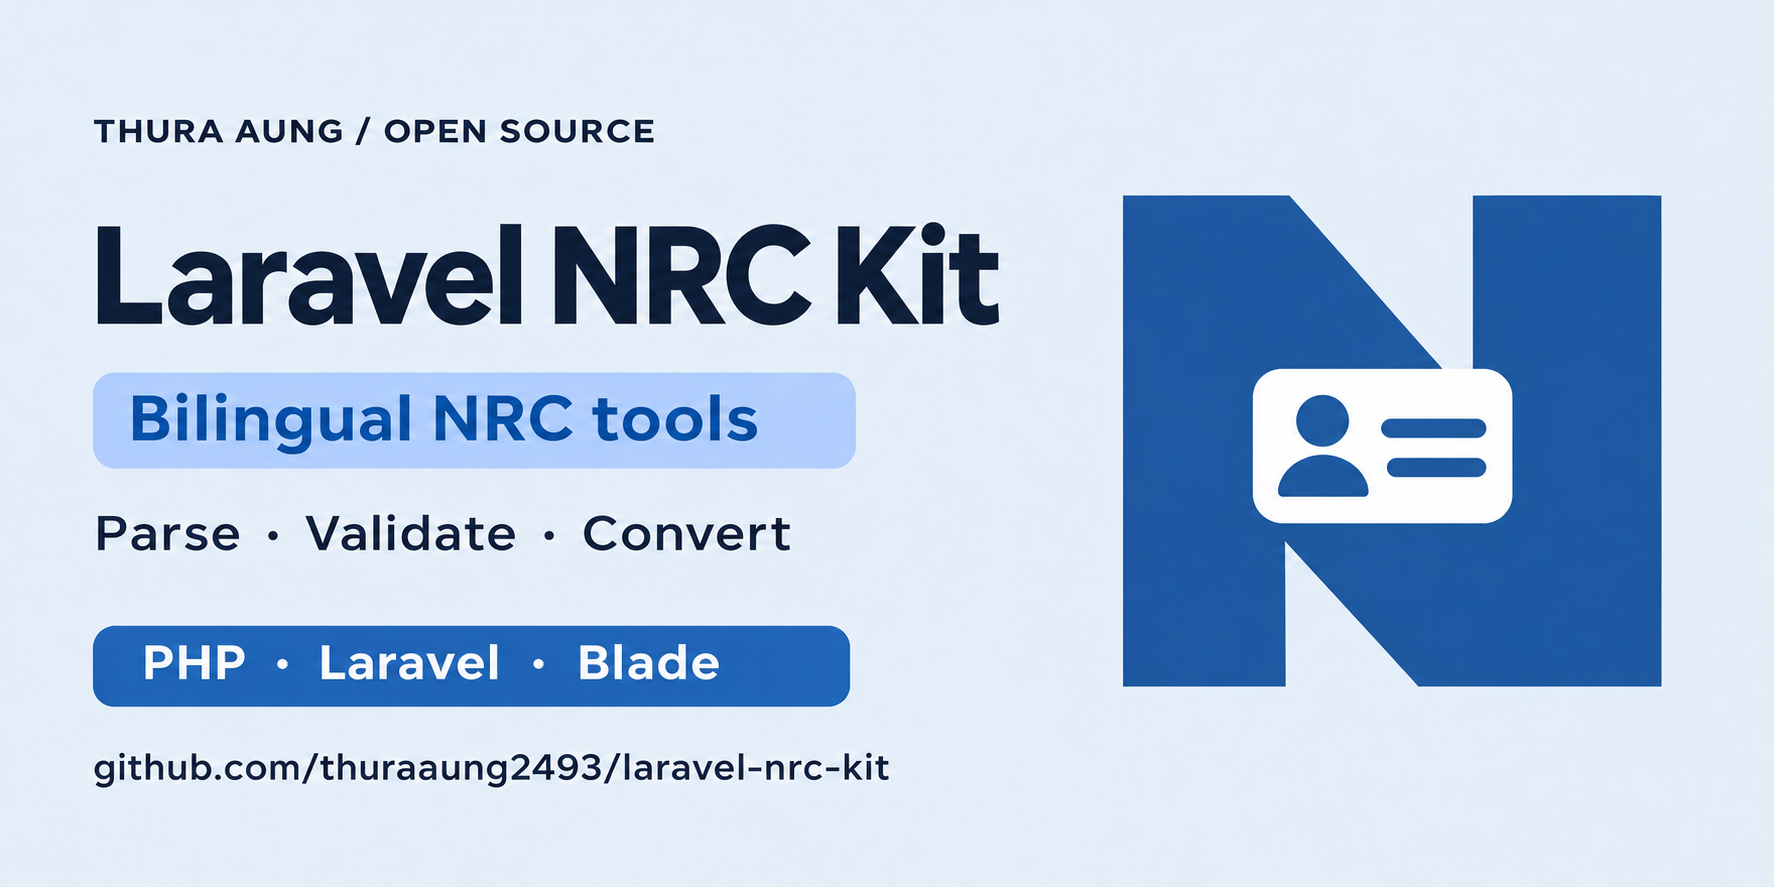 THURA AUNG / OPEN SOURCE
Laravel NRC Kit
Bilingual NRC tools
Parse · Validate · Convert
PHP · Laravel · Blade
github.com/thuraaung2493/laravel-nrc-kit